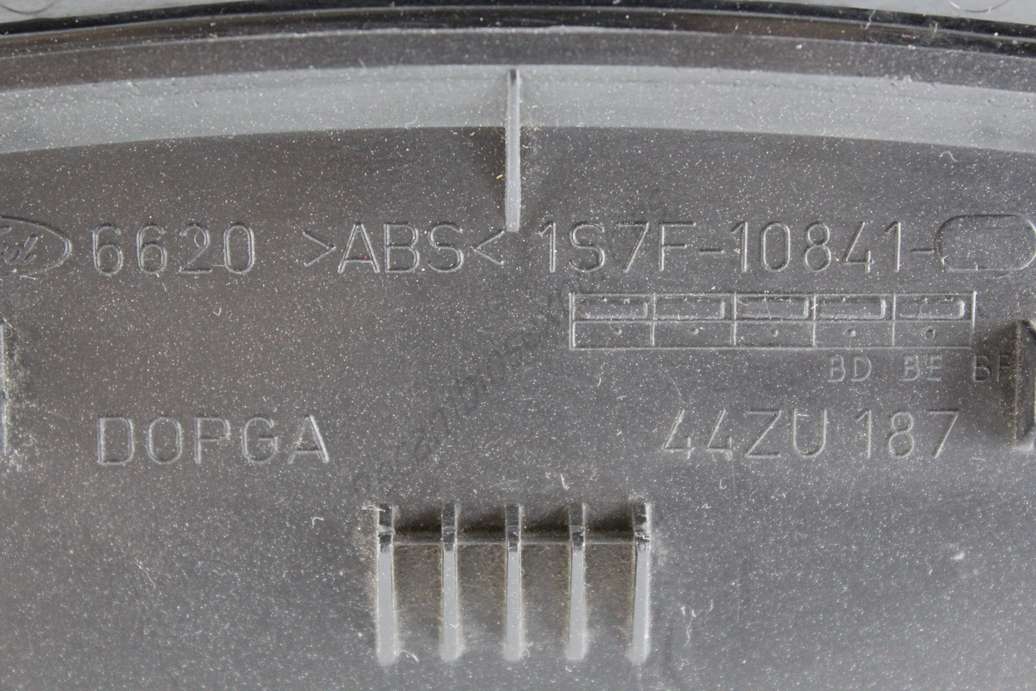 6620 >ABS< 1S7F-10841-
BD BE BF
DOPGA 44ZU 187